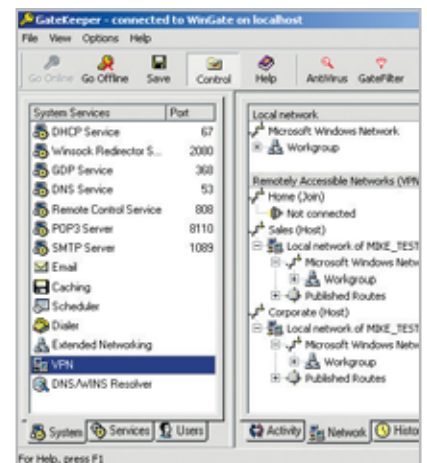 GateKeeper - connected to WinGate on localhost
File View Options Help
Go Online Go Offline Save Control Help AntiVirus GateFilter
System Services Port
DHCP Service 67
Winsock Redirector S... 2080
GDP Service 368
DNS Service 53
Remote Control Service 808
POP3 Server 8110
SMTP Server 1089
Email
Caching
Scheduler
Dialer
Extended Networking
VPN
DNS/WINS Resolver
System Services Users
Local network
Microsoft Windows Network
Workgroup
Remotely Accessible Networks (VPN
Home (Join)
Not connected
Sales (Host)
Local network of MIKE_TEST
Microsoft Windows Netw
Workgroup
Published Routes
Corporate (Host)
Local network of MIKE_TEST
Microsoft Windows Netw
Workgroup
Published Routes
Activity Network Histo
For Help, press F1